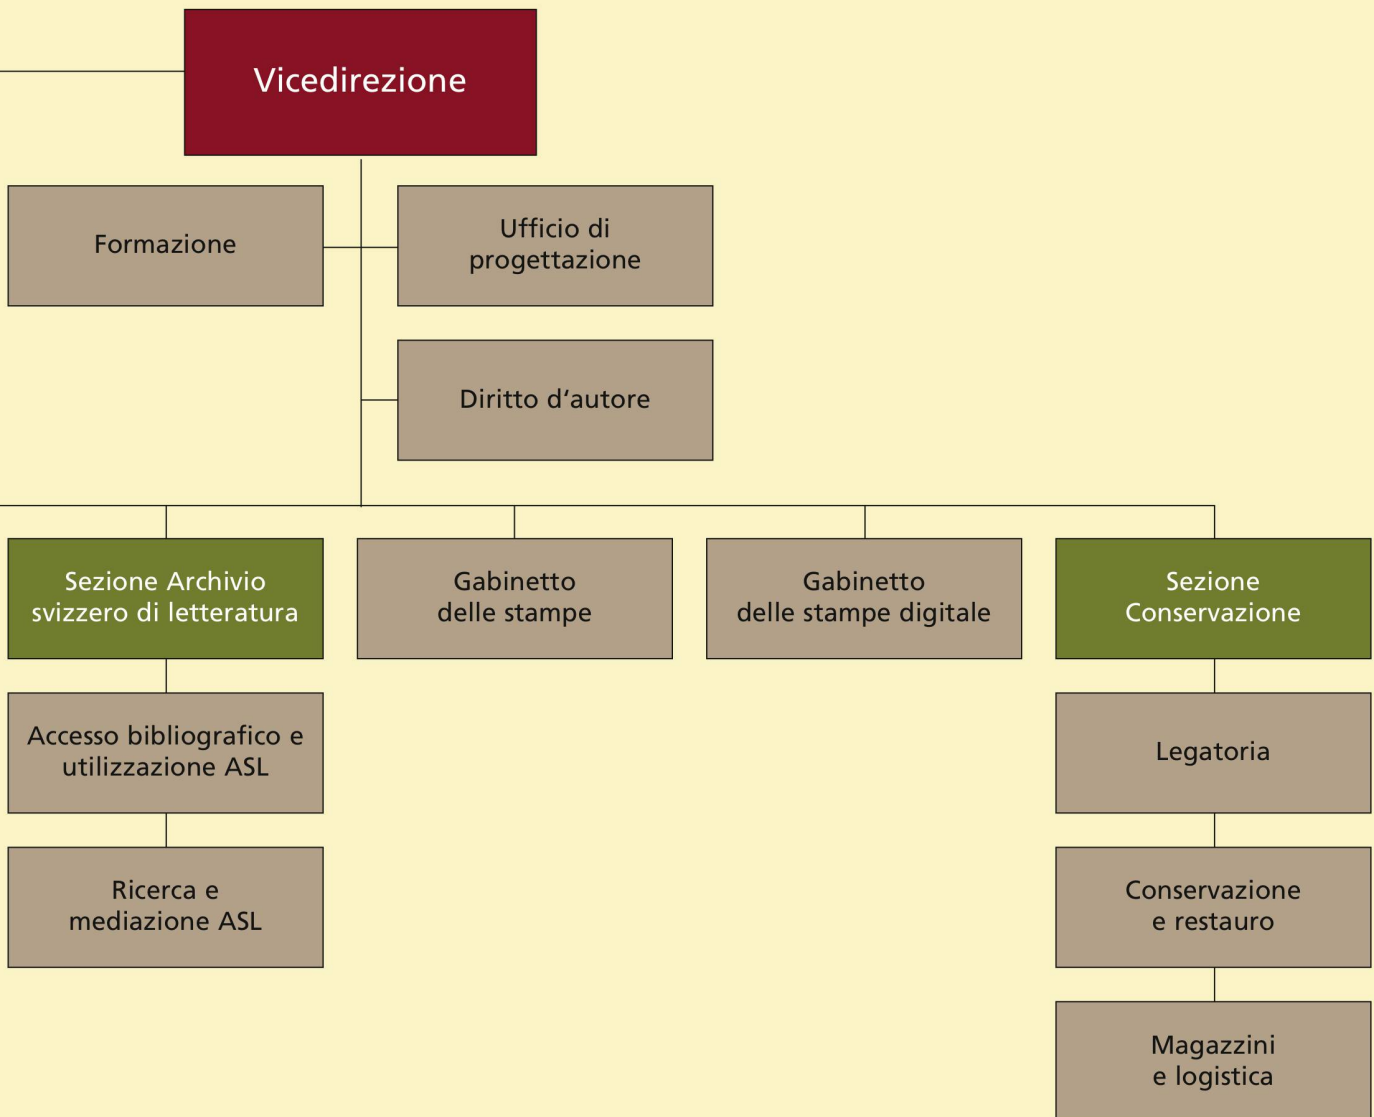 Vicedirezione
Formazione
Ufficio di
progettazione
Diritto d‘autore
Sezione Archivio
svizzero di letteratura
Gabinetto
delle stampe
Gabinetto
delle stampe digitale
Sezione
Conservazione
Accesso bibliografico e
utilizzazione ASL
Legatoria
Ricerca e
mediazione ASL
Conservazione
e restauro
Magazzini
e logistica